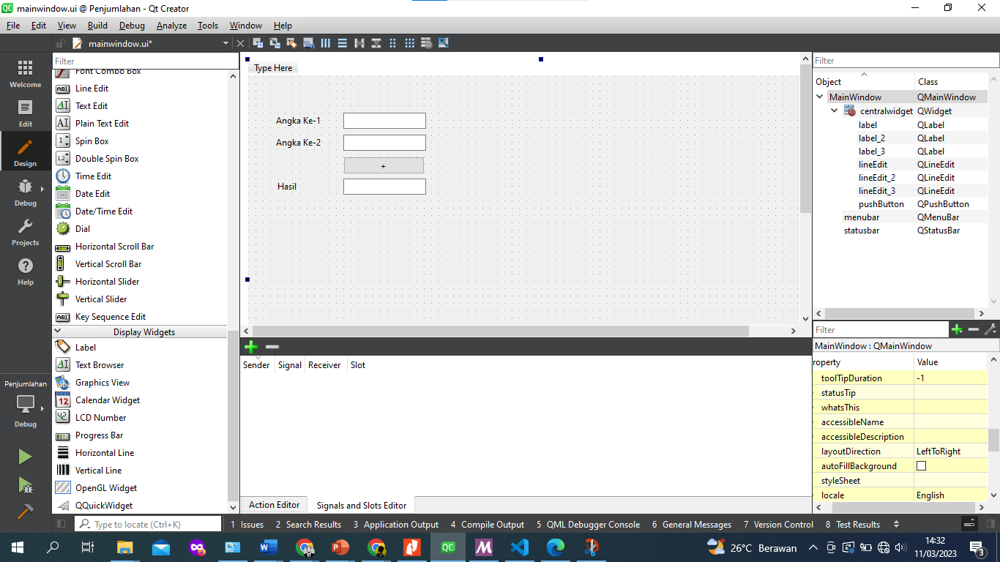 mainwindow.ui @ Penjumlahan - Qt Creator
File Edit View Build Debug Analyze Tools Window Help
mainwindow.ui*
Filter
Font Combo Box
Line Edit
Text Edit
Plain Text Edit
Spin Box
Double Spin Box
Time Edit
Date Edit
Date/Time Edit
Dial
Horizontal Scroll Bar
Vertical Scroll Bar
Horizontal Slider
Vertical Slider
Key Sequence Edit
Display Widgets
Label
Text Browser
Graphics View
Calendar Widget
LCD Number
Progress Bar
Horizontal Line
Vertical Line
OpenGL Widget
QQuickWidget
Welcome
Edit
Design
Debug
Projects
Help
Penjumlahan
Debug
Type Here
Angka Ke-1
Angka Ke-2
+
Hasil
Sender Signal Receiver Slot
Action Editor Signals and Slots Editor
Filter
Object Class
MainWindow QMainWindow
centralwidget QWidget
label QLabel
label_2 QLabel
label_3 QLabel
lineEdit QLineEdit
lineEdit_2 QLineEdit
lineEdit_3 QLineEdit
pushButton QPushButton
menubar QMenuBar
statusbar QStatusBar
Filter
MainWindow : QMainWindow
roperty Value
toolTipDuration -1
statusTip
whatsThis
accessibleName
accessibleDescription
layoutDirection LeftToRight
autoFillBackground
styleSheet
locale English
Type to locate (Ctrl+K)
1 Issues 2 Search Results 3 Application Output 4 Compile Output 5 QML Debugger Console 6 General Messages 7 Version Control 8 Test Results
26°C Berawan
14:32
11/03/2023
3